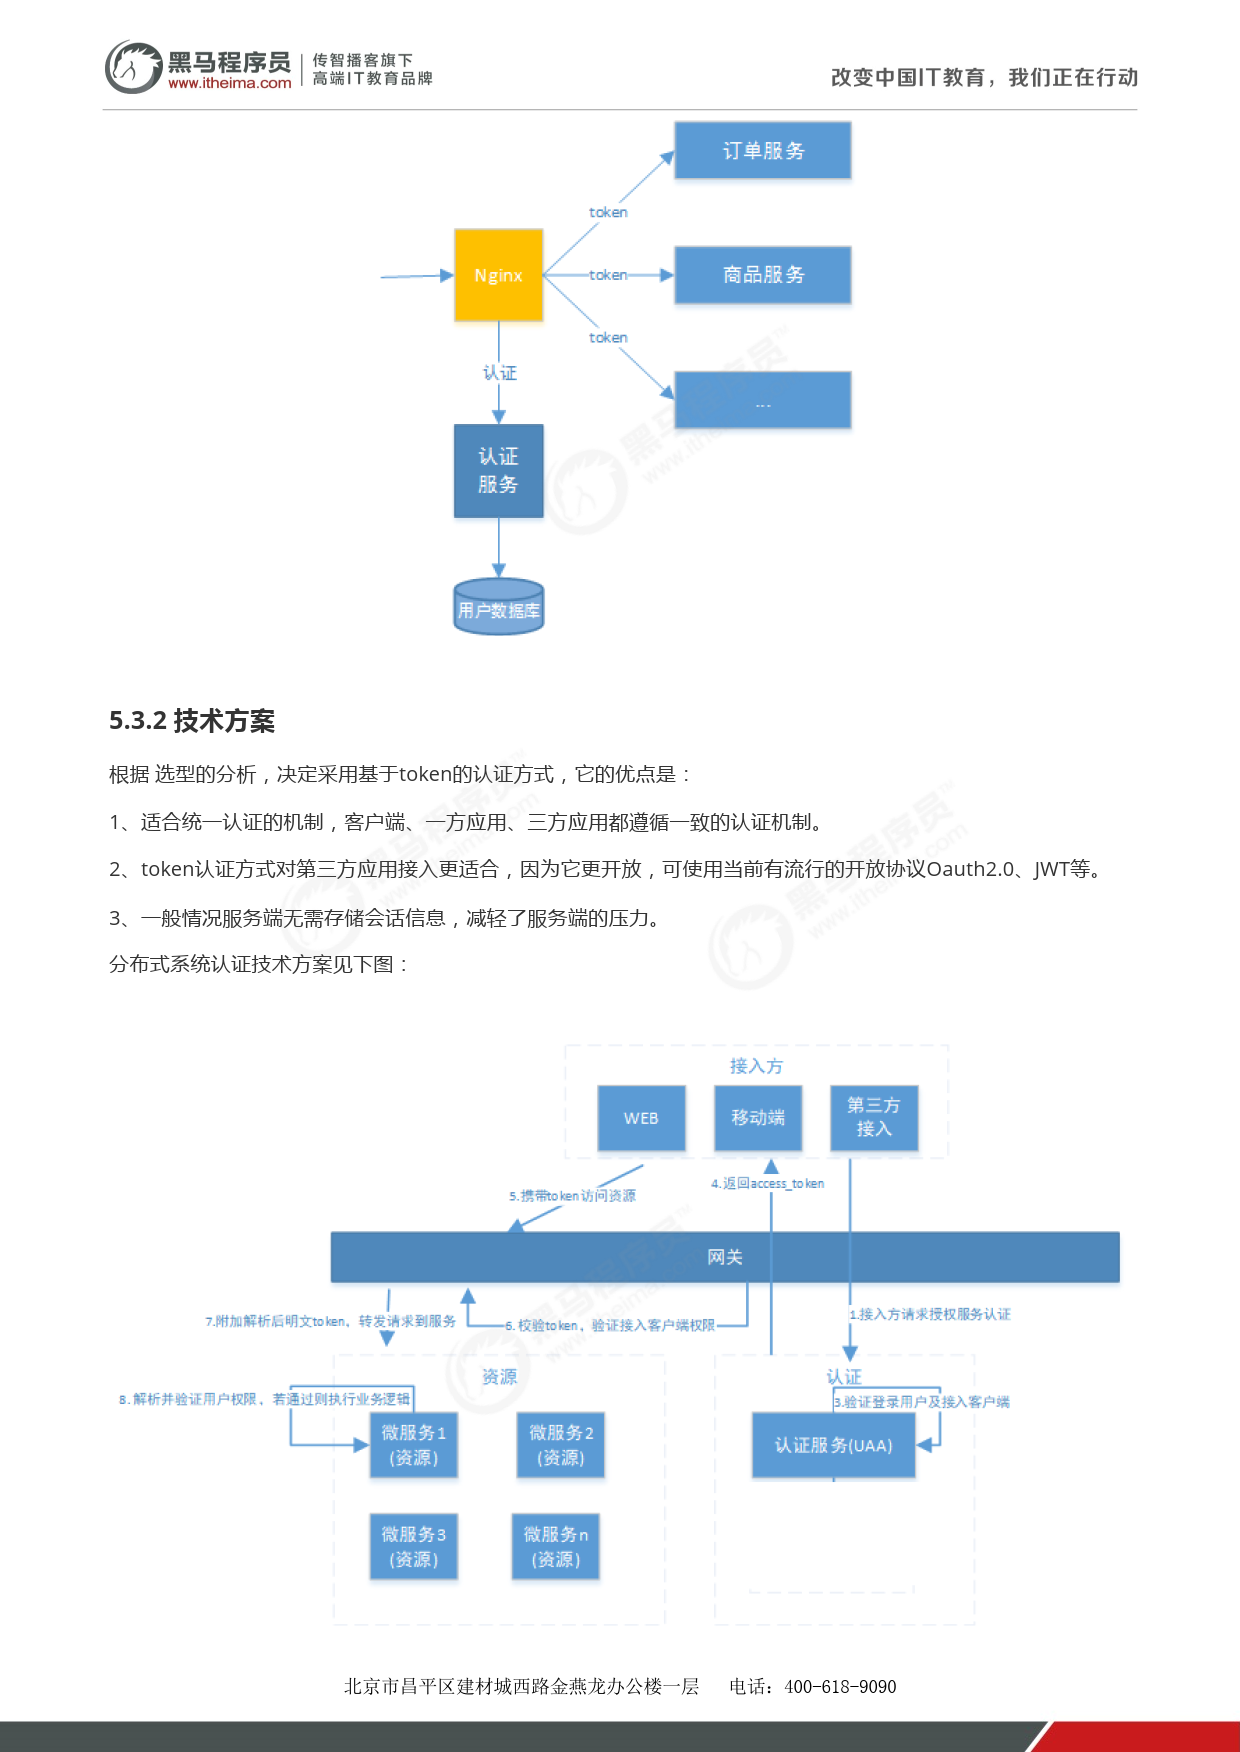 黑马程序员
www.itheima.com
传智播客旗下
高端IT教育品牌
改变中国IT教育，我们正在行动
订单服务
token
Nginx
token
商品服务
token
认证
...
认证
服务
用户数据库
5.3.2 技术方案
根据 选型的分析，决定采用基于token的认证方式，它的优点是：
1、适合统一认证的机制，客户端、一方应用、三方应用都遵循一致的认证机制。
2、token认证方式对第三方应用接入更适合，因为它更开放，可使用当前有流行的开放协议Oauth2.0、JWT等。
3、一般情况服务端无需存储会话信息，减轻了服务端的压力。
分布式系统认证技术方案见下图：
接入方
WEB
移动端
第三方
接入
5.携带token访问资源
4.返回access_token
网关
7.附加解析后明文token，转发请求到服务
6.校验token，验证接入客户端权限
1.接入方请求授权服务认证
资源
认证
8.解析并验证用户权限，若通过则执行业务逻辑
3.验证登录用户及接入客户端
微服务1
(资源)
微服务2
(资源)
认证服务(UAA)
微服务3
(资源)
微服务n
(资源)
北京市昌平区建材城西路金燕龙办公楼一层 电话：400-618-9090